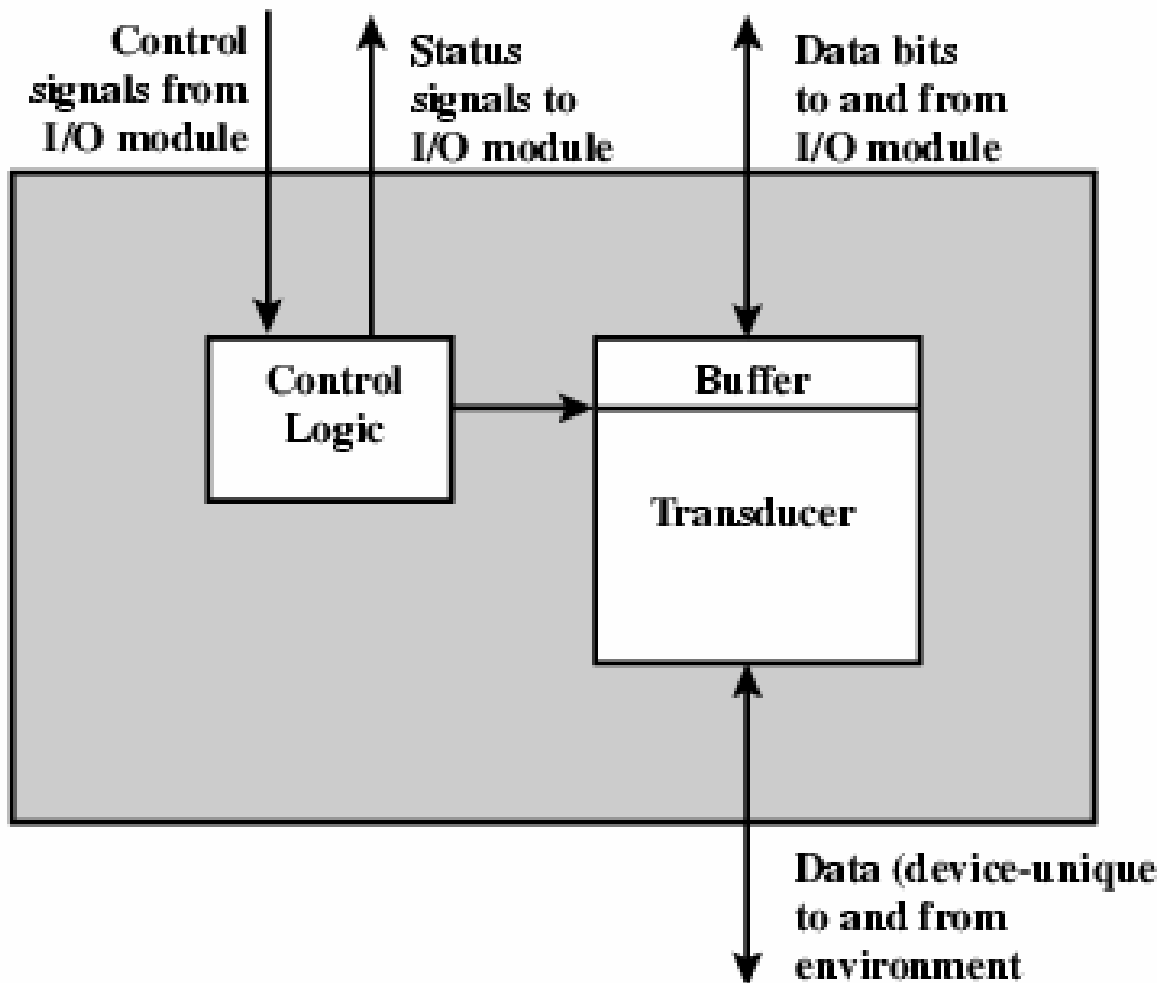 Control
signals from
I/O module
Status
signals to
I/O module
Data bits
to and from
I/O module
Control
Logic
Buffer
Transducer
Data (device-unique
to and from
environment